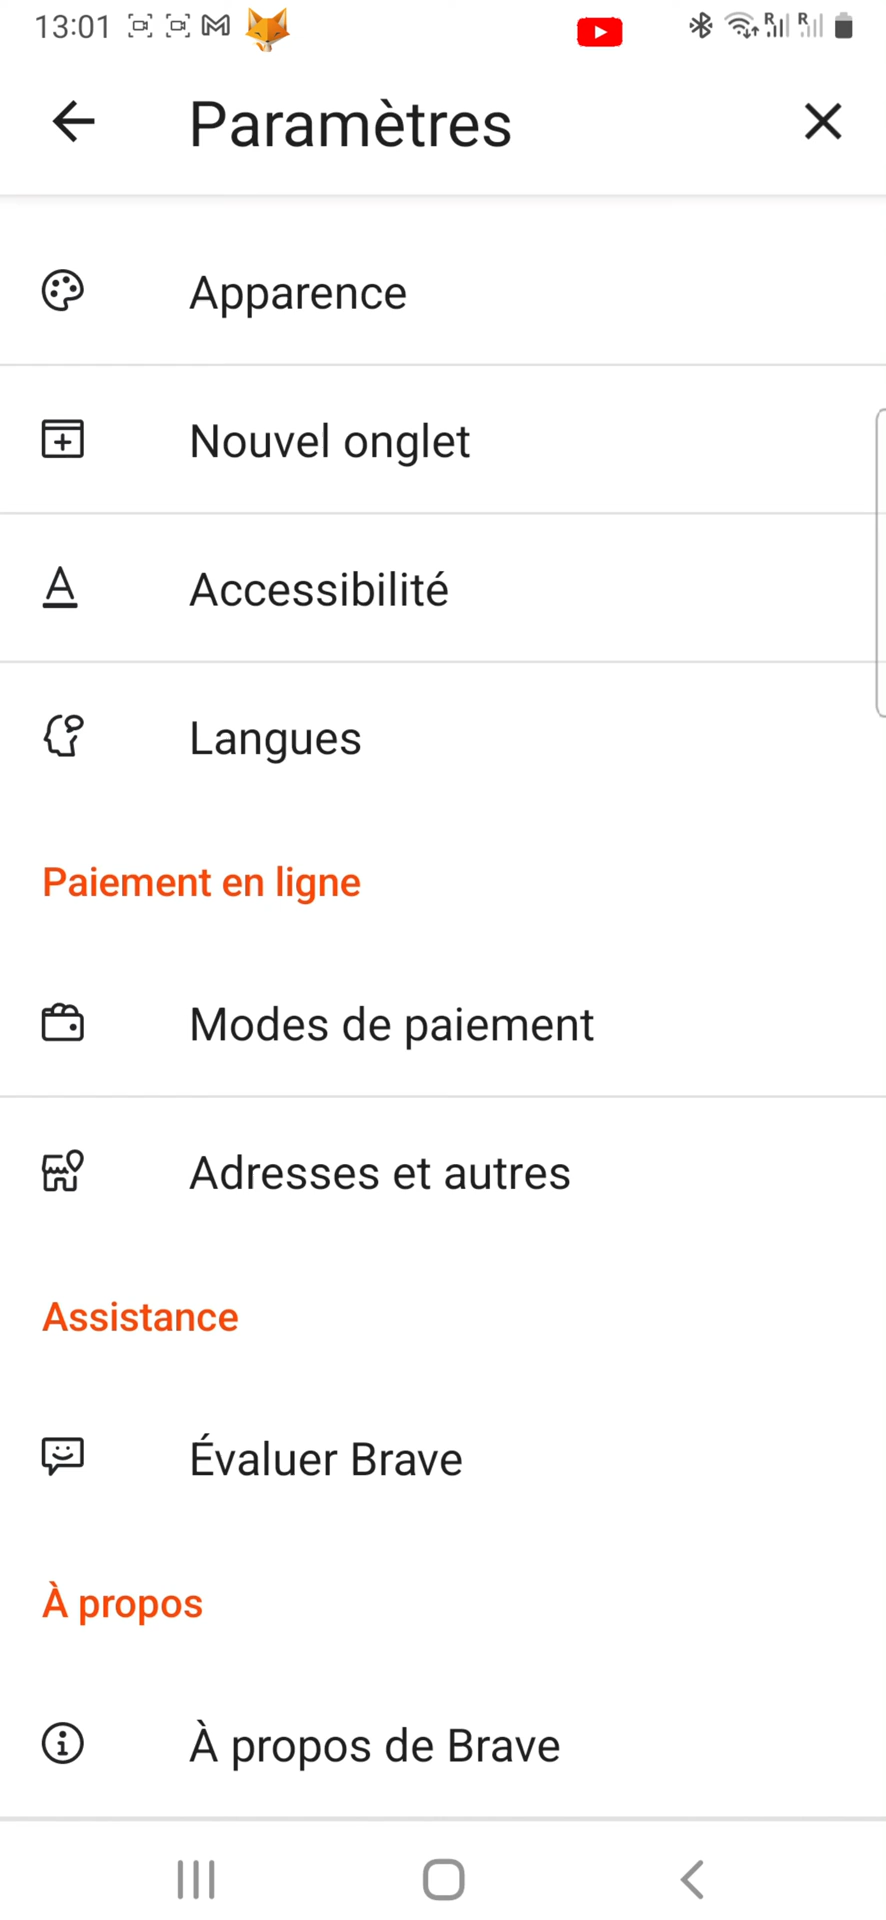 13:01
Paramètres
Apparence
Nouvel onglet
Accessibilité
Langues
Paiement en ligne
Modes de paiement
Adresses et autres
Assistance
Évaluer Brave
À propos
À propos de Brave